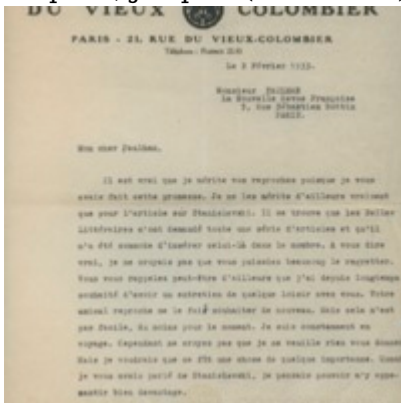 DU VIEUX COLOMBIER
PARIS - 21, RUE DU VIEUX-COLOMBIER
Le 2 Février 1933.
Monsieur PAULHAN
La Nouvelle Revue Française
PARIS.
Mon cher Paulhan,
Il est vrai que je mérite vos reproches puisque je vous
avais fait cette promesse. Je ne les mérite d'ailleurs vraiment
que pour l'article sur Stanislavski. Il se trouve que les
Littéraires m'ont demandé toute une série d'articles et qu'il
m'a été commode d'insérer celui-là dans le nombre. A vous dire
vrai, je ne croyais pas que vous puissiez beaucoup le regretter.
Vous vous rappelez peut-être d'ailleurs que j'ai depuis longtemps
souhaité d'avoir un entretien de quelque loisir avec vous. Votre
amical reproche me le fait souhaiter de nouveau. Mais cela n'est
pas facile, du moins pour le moment. Je suis constamment en
voyage. Cependant ne croyez pas que je ne veuille rien vous
Mais je voudrais que ce fût une chose de quelque importance.
je vous avais parlé de Stanislavski, je pensais pouvoir m'y
bien davantage.